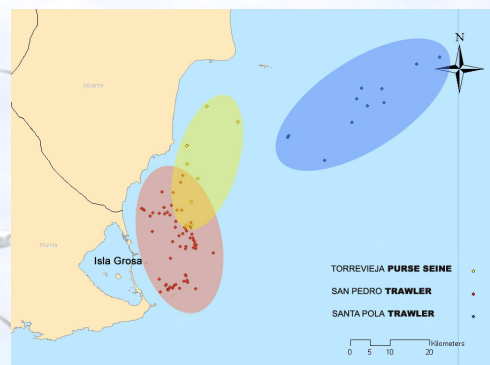 N
Alicante
Murcia
Isla Grosa
TORREVIEJA PURSE SEINE
SAN PEDRO TRAWLER
SANTA POLA TRAWLER
Kilometers
0 5 10 20